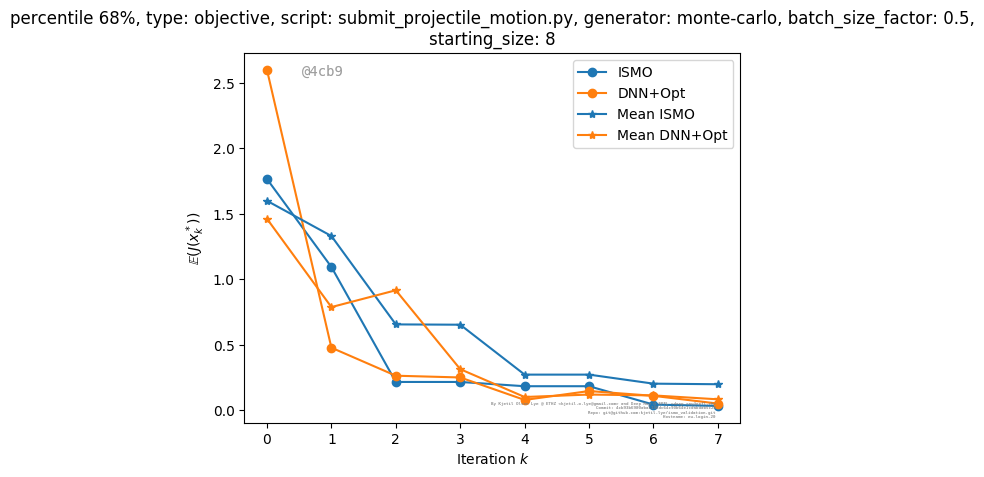 percentile 68%, type: objective, script: submit_projectile_motion.py, generator: monte-carlo, batch_size_factor: 0.5,
starting_size: 8
@4cb9
ISMO
DNN+Opt
Mean ISMO
Mean DNN+Opt
2.5
2.0
1.5
1.0
0.5
0.0
𝔼(J(x_k^*))
0 1 2 3 4 5 6 7
Iteration k